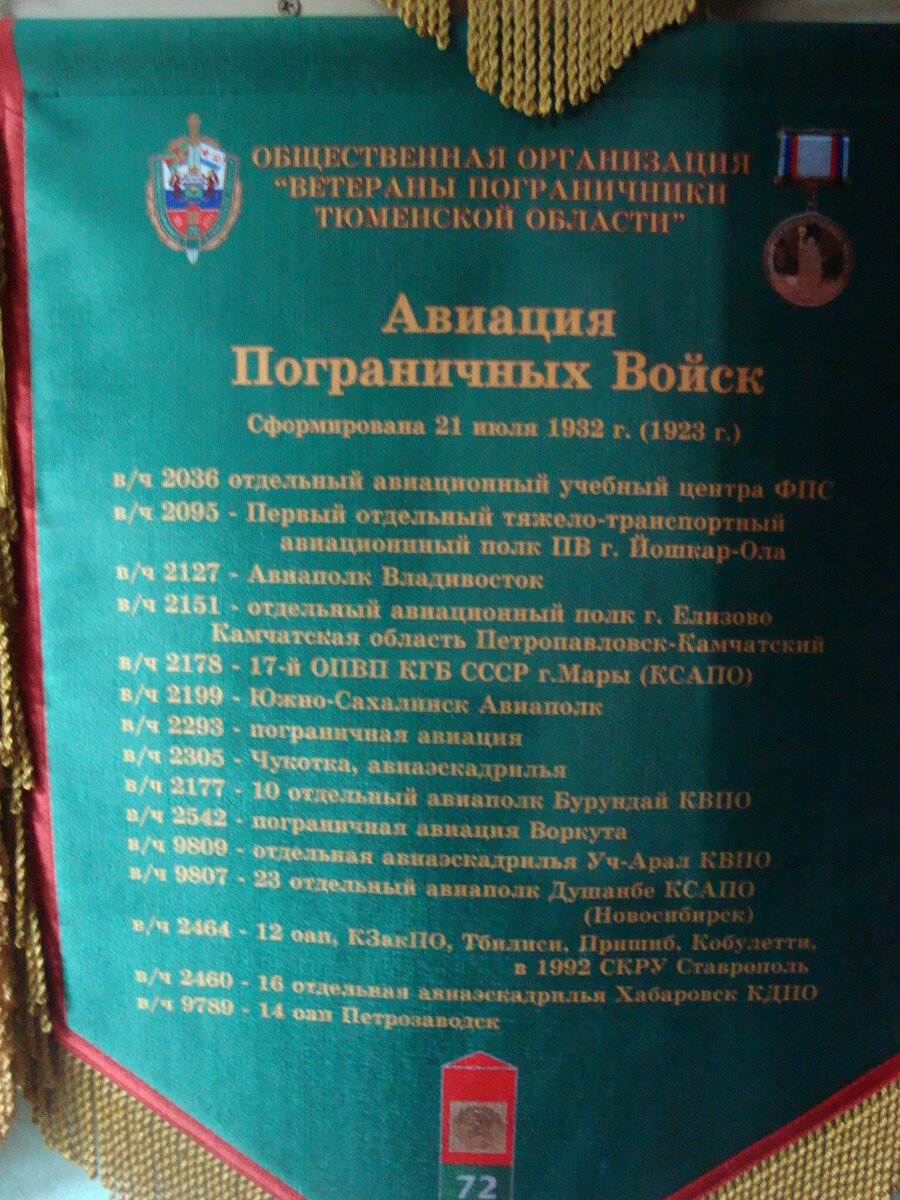 ОБЩЕСТВЕННАЯ ОРГАНИЗАЦИЯ
"ВЕТЕРАНЫ ПОГРАНИЧНИКИ
ТЮМЕНСКОЙ ОБЛАСТИ"
Авиация
Пограничных Войск
Сформирована 21 июля 1932 г. (1923 г.)
в/ч 2036 отдельный авиационный учебный центра ФПС
в/ч 2095 - Первый отдельный тяжело-транспортный
авиационнный полк ПВ г. Йошкар-Ола
в/ч 2127 - Авиаполк Владивосток
в/ч 2151 - отдельный авиационный полк г. Елизово
Камчатская область Петропавловск-Камчатский
в/ч 2178 - 17-й ОПВП КГБ СССР г.Мары (КСАПО)
в/ч 2199 - Южно-Сахалинск Авиаполк
в/ч 2293 - пограничная авиация
в/ч 2305 - Чукотка, авиаэскадрилья
в/ч 2177 - 10 отдельный авиаполк Бурундай КВПО
в/ч 2542 - пограничная авиация Воркута
в/ч 9809 - отдельная авиаэскадрилья Уч-Арал КВПО
в/ч 9807 - 23 отдельный авиаполк Душанбе КСАПО
(Новосибирск)
в/ч 2464 - 12 оап, КЗакПО, Тбилиси, Пришиб, Кобулетти,
в 1992 СКРУ Ставрополь
в/ч 2460 - 16 отдельная авиаэскадрилья Хабаровск КДПО
в/ч 9789 - 14 оап Петрозаводск
72